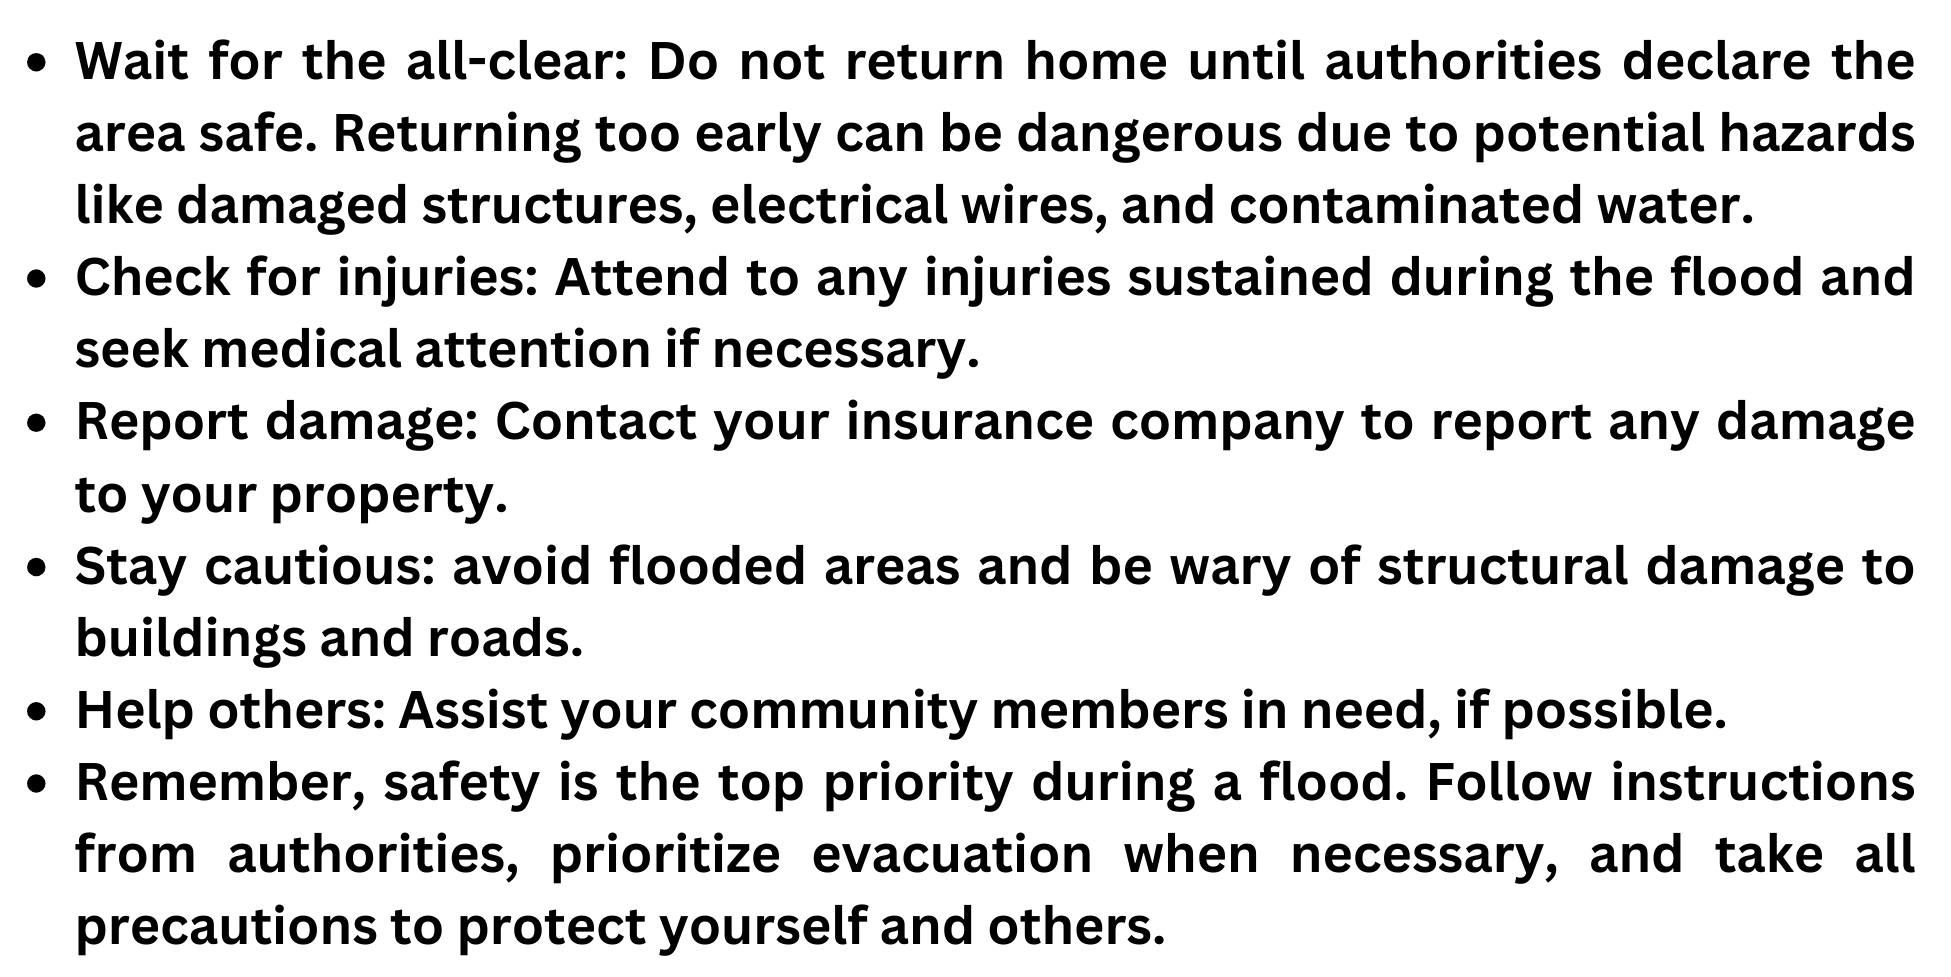 • Wait for the all-clear: Do not return home until authorities declare the
area safe. Returning too early can be dangerous due to potential hazards
like damaged structures, electrical wires, and contaminated water.
• Check for injuries: Attend to any injuries sustained during the flood and
seek medical attention if necessary.
• Report damage: Contact your insurance company to report any damage
to your property.
• Stay cautious: avoid flooded areas and be wary of structural damage to
buildings and roads.
• Help others: Assist your community members in need, if possible.
• Remember, safety is the top priority during a flood. Follow instructions
from authorities, prioritize evacuation when necessary, and take all
precautions to protect yourself and others.